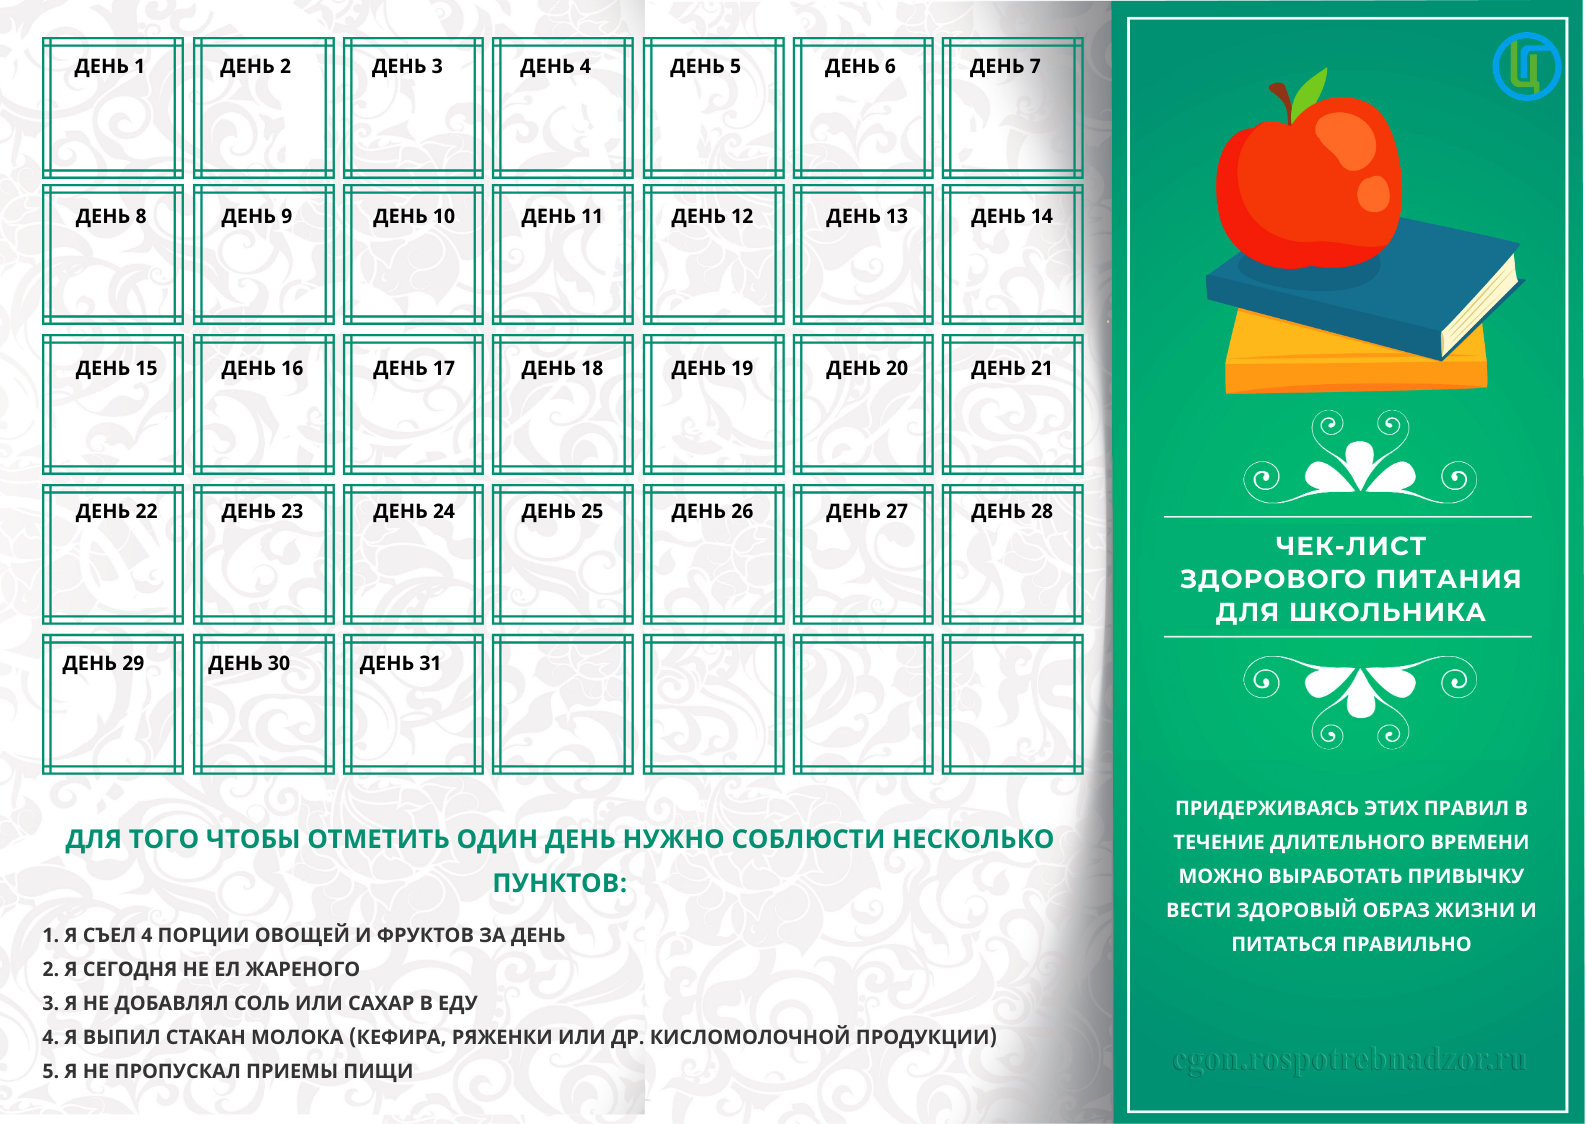 ДЕНЬ 1 ДЕНЬ 2 ДЕНЬ 3 ДЕНЬ 4 ДЕНЬ 5 ДЕНЬ 6 ДЕНЬ 7
ДЕНЬ 8 ДЕНЬ 9 ДЕНЬ 10 ДЕНЬ 11 ДЕНЬ 12 ДЕНЬ 13 ДЕНЬ 14
ДЕНЬ 15 ДЕНЬ 16 ДЕНЬ 17 ДЕНЬ 18 ДЕНЬ 19 ДЕНЬ 20 ДЕНЬ 21
ДЕНЬ 22 ДЕНЬ 23 ДЕНЬ 24 ДЕНЬ 25 ДЕНЬ 26 ДЕНЬ 27 ДЕНЬ 28
ДЕНЬ 29 ДЕНЬ 30 ДЕНЬ 31
ДЛЯ ТОГО ЧТОБЫ ОТМЕТИТЬ ОДИН ДЕНЬ НУЖНО СОБЛЮСТИ НЕСКОЛЬКО
ПУНКТОВ:
1. Я СЪЕЛ 4 ПОРЦИИ ОВОЩЕЙ И ФРУКТОВ ЗА ДЕНЬ
2. Я СЕГОДНЯ НЕ ЕЛ ЖАРЕНОГО
3. Я НЕ ДОБАВЛЯЛ СОЛЬ ИЛИ САХАР В ЕДУ
4. Я ВЫПИЛ СТАКАН МОЛОКА (КЕФИРА, РЯЖЕНКИ ИЛИ ДР. КИСЛОМОЛОЧНОЙ ПРОДУКЦИИ)
5. Я НЕ ПРОПУСКАЛ ПРИЕМЫ ПИЩИ
ЧЕК-ЛИСТ
ЗДОРОВОГО ПИТАНИЯ
ДЛЯ ШКОЛЬНИКА
ПРИДЕРЖИВАЯСЬ ЭТИХ ПРАВИЛ В
ТЕЧЕНИЕ ДЛИТЕЛЬНОГО ВРЕМЕНИ
МОЖНО ВЫРАБОТАТЬ ПРИВЫЧКУ
ВЕСТИ ЗДОРОВЫЙ ОБРАЗ ЖИЗНИ И
ПИТАТЬСЯ ПРАВИЛЬНО
cgon.rospotrebnadzor.ru